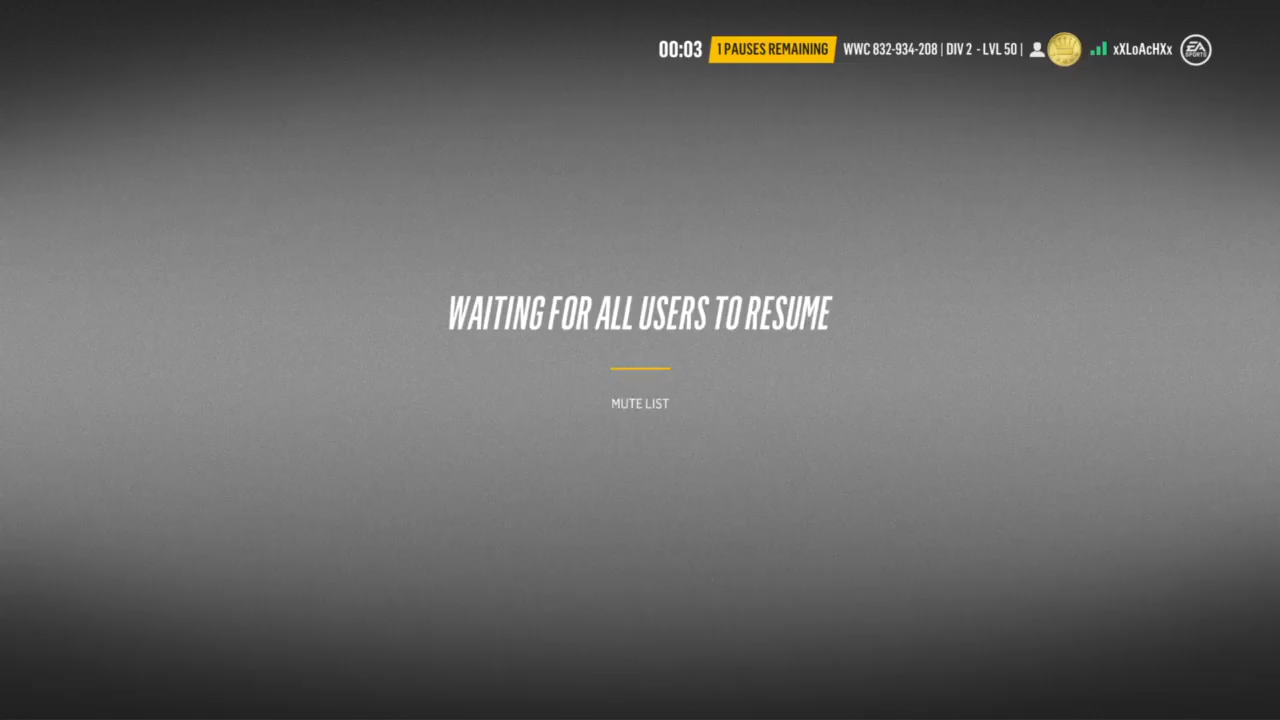 00:03 1 PAUSES REMAINING WWC 832-934-208 | DIV 2 - LVL 50 | xXLoAcHXx EA SPORTS
WAITING FOR ALL USERS TO RESUME
MUTE LIST